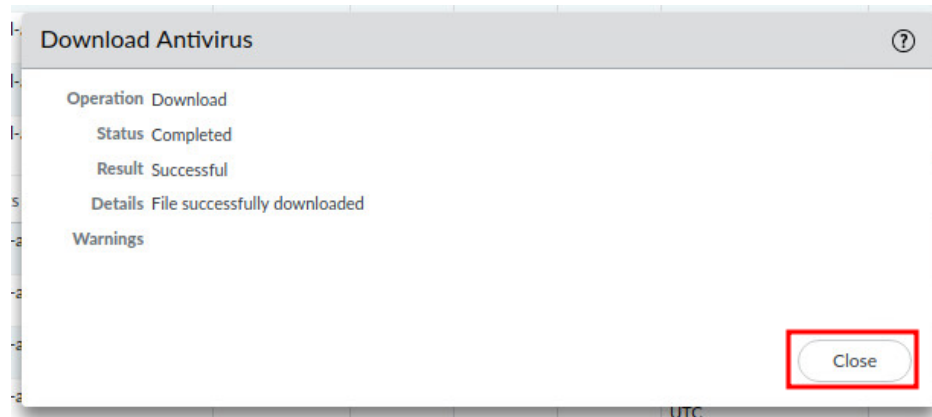 Download Antivirus
Operation Download
Status Completed
Result Successful
Details File successfully downloaded
Warnings
Close
UTC